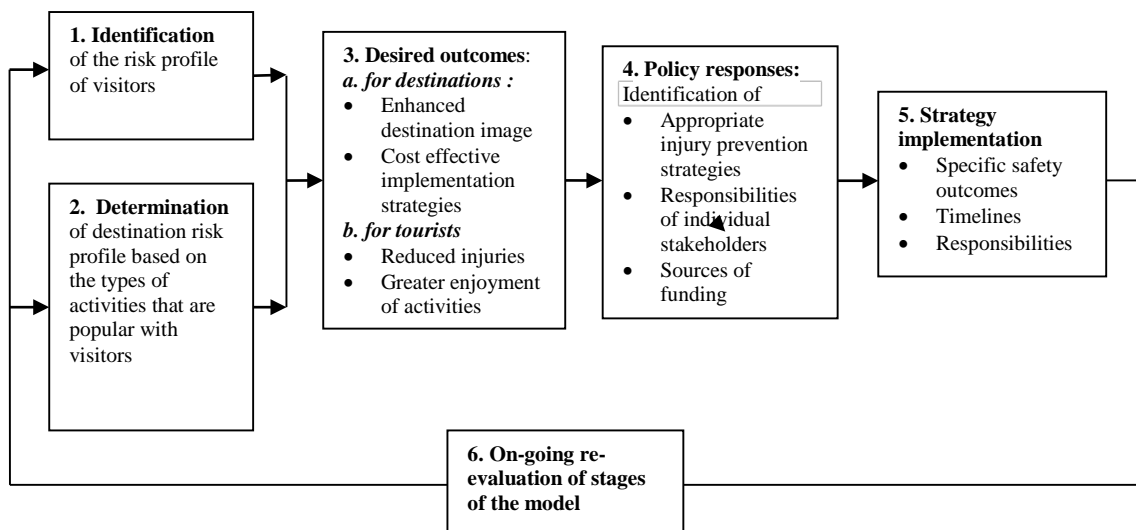 1. Identification
of the risk profile
of visitors
2. Determination
of destination risk
profile based on
the types of
activities that are
popular with
visitors
3. Desired outcomes:
a. for destinations :
• Enhanced
destination image
• Cost effective
implementation
strategies
b. for tourists
• Reduced injuries
• Greater enjoyment
of activities
4. Policy responses:
Identification of
• Appropriate
injury prevention
strategies
• Responsibilities
of individual
stakeholders
• Sources of
funding
5. Strategy
implementation
• Specific safety
outcomes
• Timelines
• Responsibilities
6. On-going re-
evaluation of stages
of the model